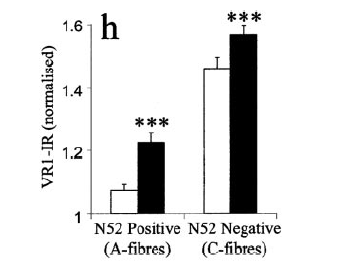 h
VR1-IR (normalised)
1.6
1.4
1.2
1
***
***
N52 Positive
(A-fibres)
N52 Negative
(C-fibres)